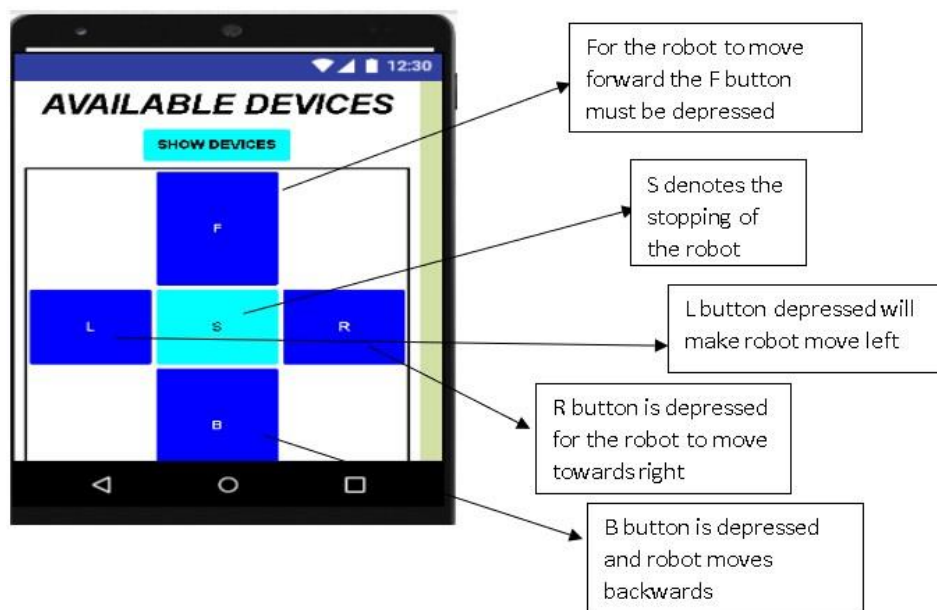 12:30
AVAILABLE DEVICES
SHOW DEVICES
F
L S R
B
For the robot to move
forward the F button
must be depressed
S denotes the
stopping of
the robot
L button depressed will
make robot move left
R button is depressed
for the robot to move
towards right
B button is depressed
and robot moves
backwards